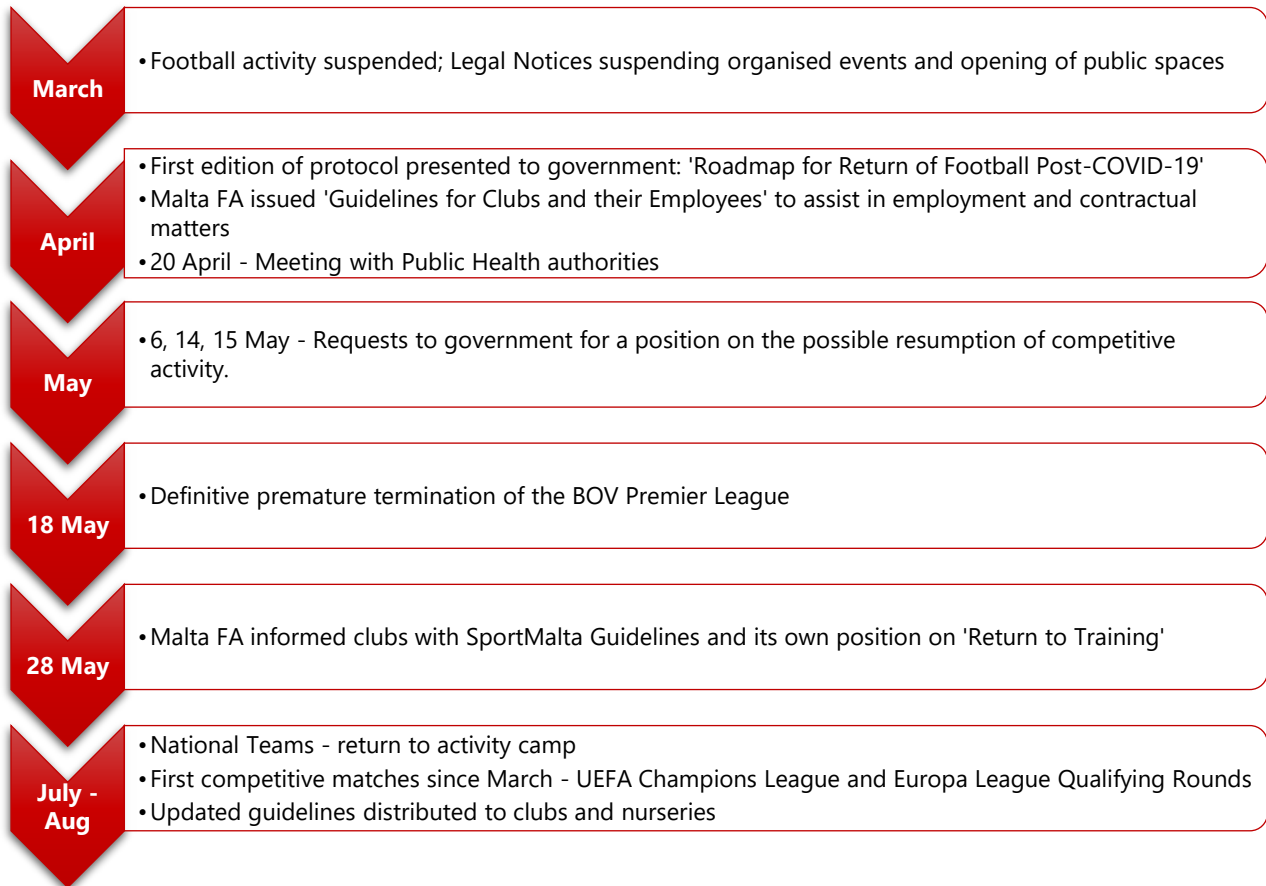 March
•Football activity suspended; Legal Notices suspending organised events and opening of public spaces
April
•First edition of protocol presented to government: 'Roadmap for Return of Football Post-COVID-19'
•Malta FA issued 'Guidelines for Clubs and their Employees' to assist in employment and contractual
matters
•20 April - Meeting with Public Health authorities
May
•6, 14, 15 May - Requests to government for a position on the possible resumption of competitive
activity.
18 May
•Definitive premature termination of the BOV Premier League
28 May
•Malta FA informed clubs with SportMalta Guidelines and its own position on 'Return to Training'
July -
Aug
•National Teams - return to activity camp
•First competitive matches since March - UEFA Champions League and Europa League Qualifying Rounds
•Updated guidelines distributed to clubs and nurseries